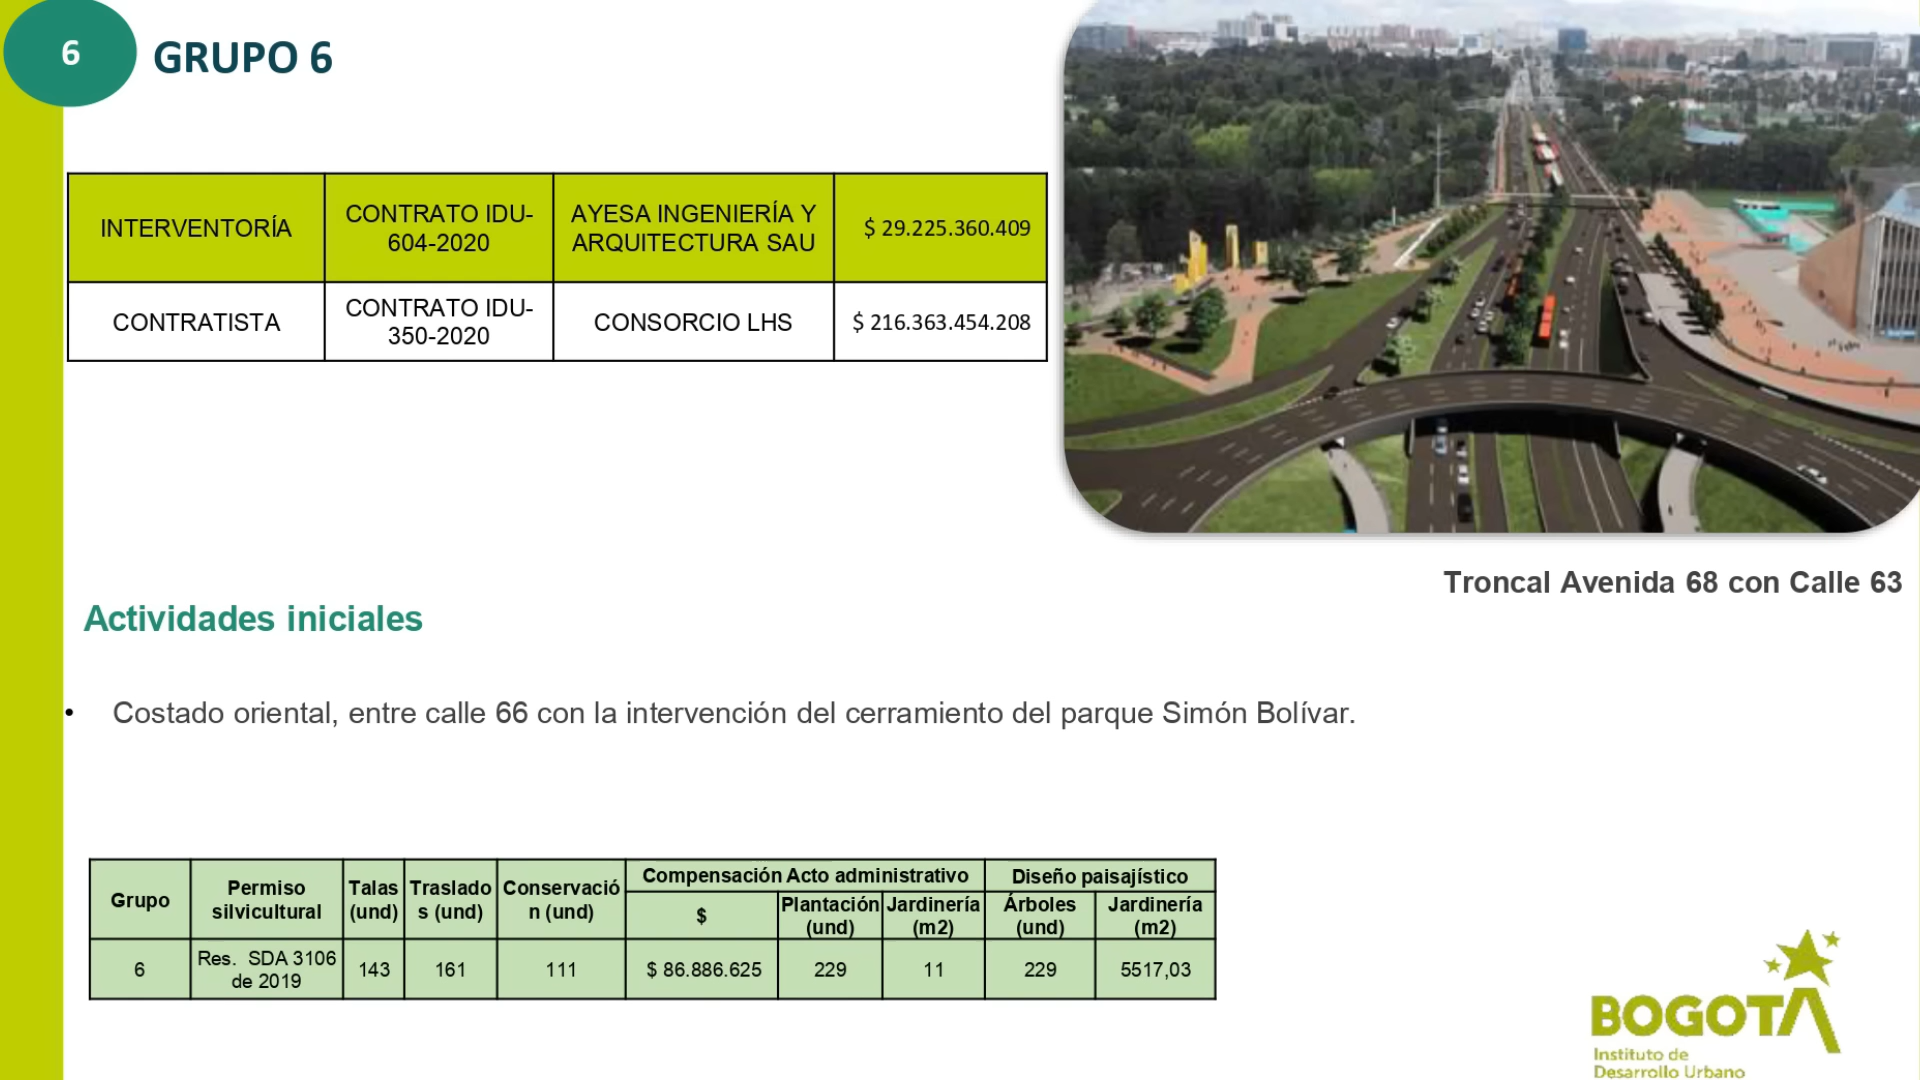 6
GRUPO 6
INTERVENTORÍA
CONTRATO IDU-
604-2020
AYESA INGENIERÍA Y
ARQUITECTURA SAU
$ 29.225.360.409
CONTRATISTA
CONTRATO IDU-
350-2020
CONSORCIO LHS
$ 216.363.454.208
Troncal Avenida 68 con Calle 63
Actividades iniciales
• Costado oriental, entre calle 66 con la intervención del cerramiento del parque Simón Bolívar.
Grupo
Permiso
silvicultural
Talas
(und)
Traslado
s (und)
Conservació
n (und)
Compensación Acto administrativo
Diseño paisajístico
$
Plantación
(und)
Jardinería
(m2)
Árboles
(und)
Jardinería
(m2)
6
Res. SDA 3106
de 2019
143
161
111
$ 86.886.625
229
11
229
5517,03
BOGOTÁ
Instituto de
Desarrollo Urbano